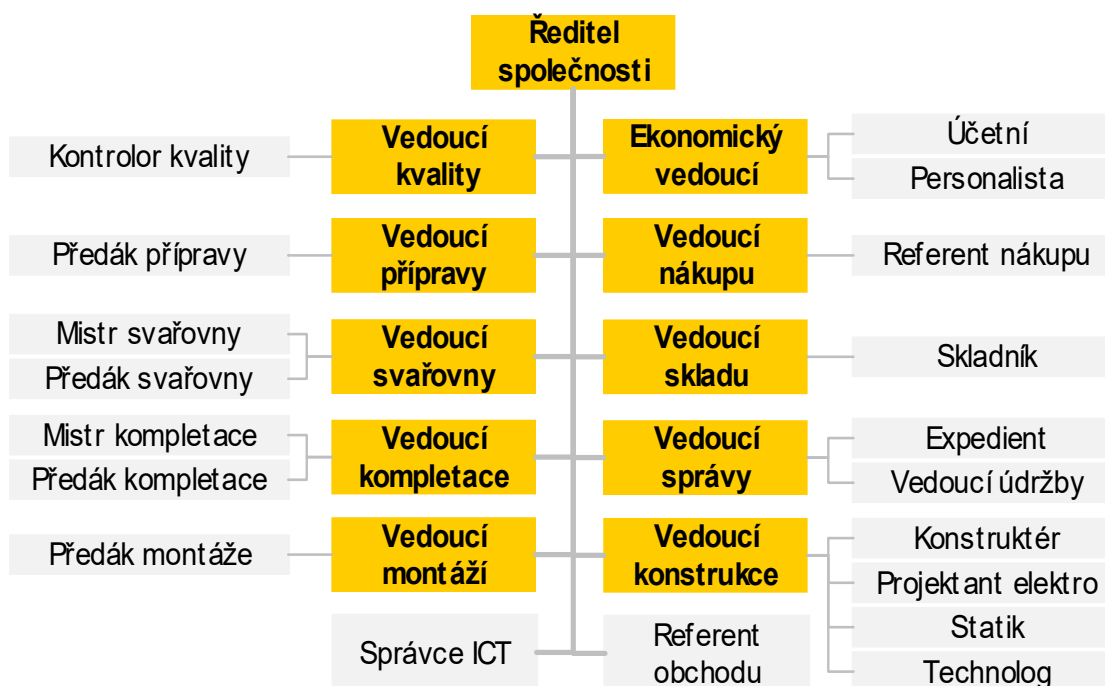 Ředitel
společnosti
Kontrolor kvality
Vedoucí
kvality
Ekonomický
vedoucí
Účetní
Personalista
Předák přípravy
Vedoucí
přípravy
Vedoucí
nákupu
Referent nákupu
Mistr svařovny
Předák svařovny
Vedoucí
svařovny
Vedoucí
skladu
Skladník
Mistr kompletace
Předák kompletace
Vedoucí
kompletace
Vedoucí
správy
Expedient
Vedoucí údržby
Předák montáže
Vedoucí
montáží
Vedoucí
konstrukce
Konstruktér
Projektant elektro
Statik
Technolog
Správce ICT
Referent
obchodu